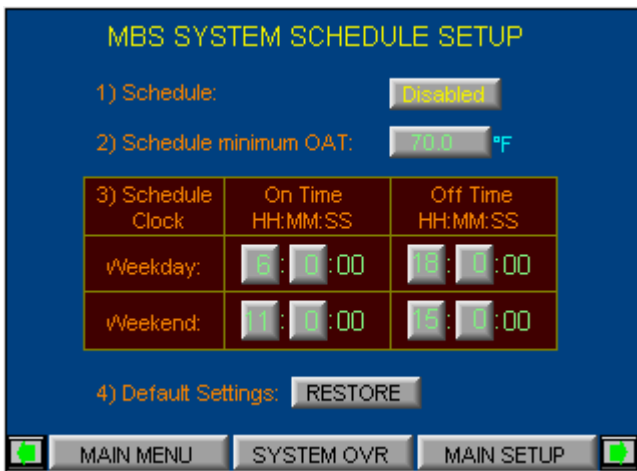 MBS SYSTEM SCHEDULE SETUP
1) Schedule: Disabled
2) Schedule minimum OAT: 70.0 °F
3) Schedule Clock On Time HH:MM:SS Off Time HH:MM:SS
Weekday: 6 : 0 :00 18 : 0 :00
Weekend: 11 : 0 :00 15 : 0 :00
4) Default Settings: RESTORE
MAIN MENU SYSTEM OVR MAIN SETUP